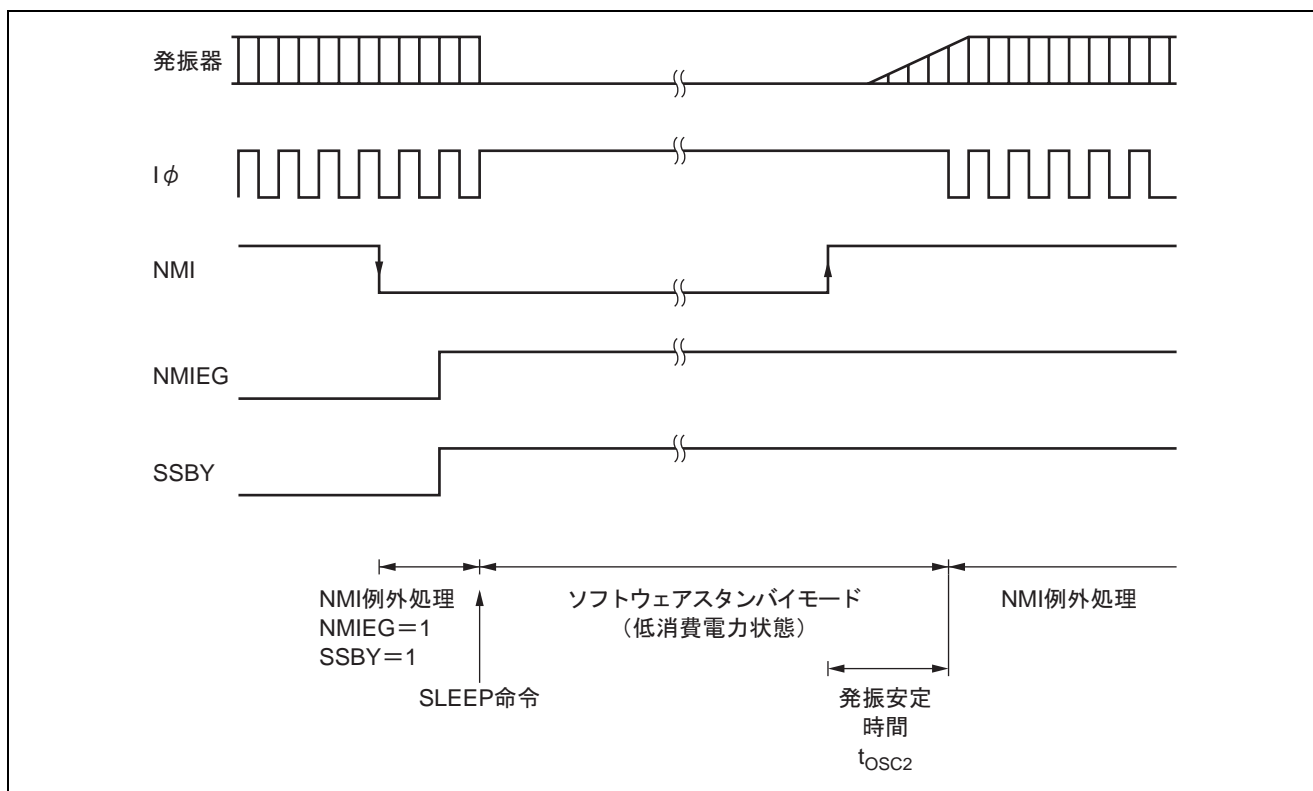 発振器
Iφ
NMI
NMIEG
SSBY
NMI例外処理
NMIEG=1
SSBY=1
SLEEP命令
ソフトウェアスタンバイモード
(低消費電力状態)
発振安定
時間
tOSC2
NMI例外処理